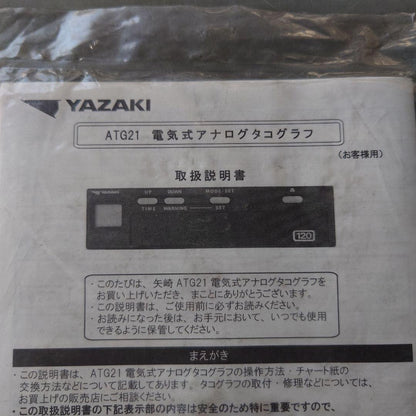 YAZAKI
ATG21 電気式アナログタコグラフ
(お客様用)
取扱説明書
YAZAKI UP DOWN MODE SET
TIME WARNING SET
120
・このたびは、矢崎 ATG21 電気式アナログタコグラフを
お買い上げいただき、まことにありがとうございます。
・この説明書は、ご使用前に必ずお読みください。
・お読みになった後は、お手元において、いつでも使用
できるように保管してください。
まえがき
・この説明書は、ATG21 電気式アナログタコグラフの操作方法・チャート紙の
交換方法などについて記載してあります。タコグラフの取付・修理などについては、
お買上げの販売店にご相談ください。
・この取扱説明書の下記表示部の内容は安全のため特に重要ですので、